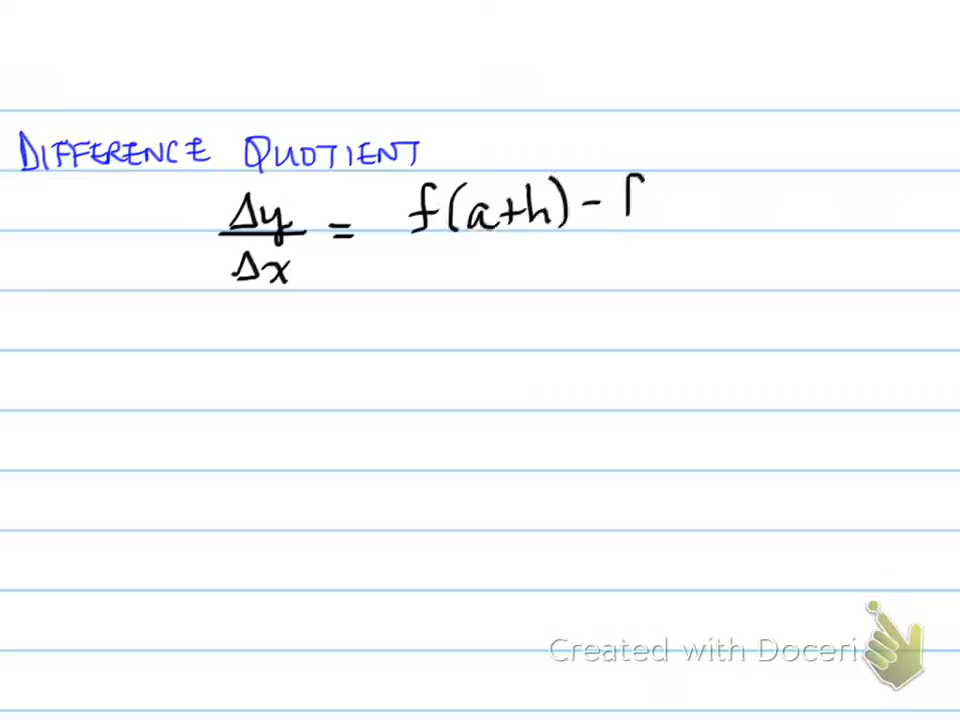 DIFFERENCE QUOTIENT
Δy = f(a+h) -
Δx
Created with Doceri